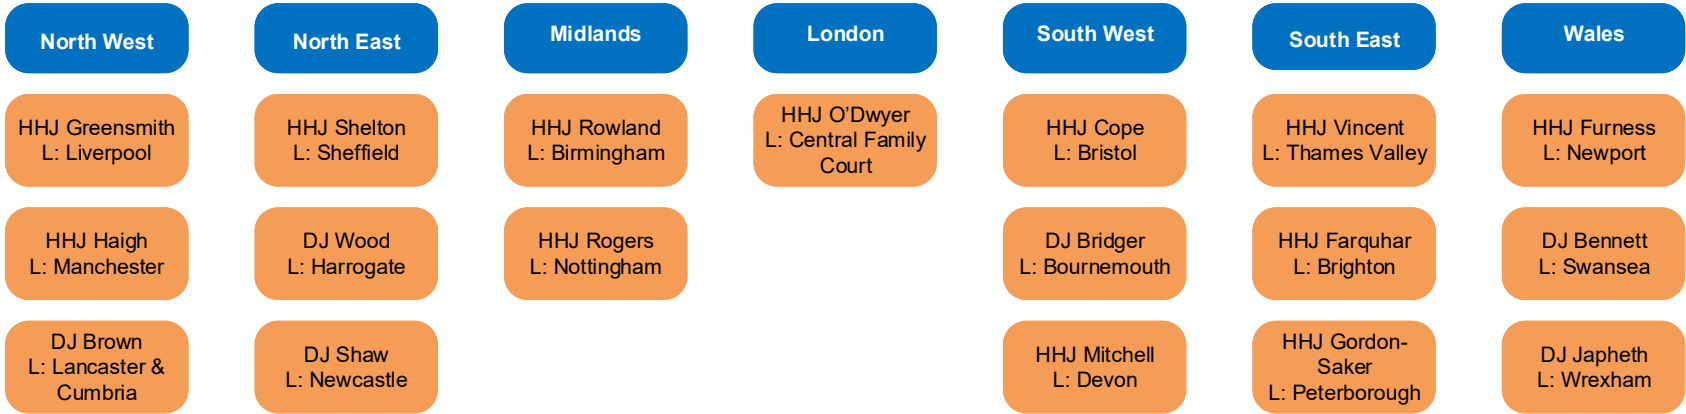 North West
North East
Midlands
London
South West
South East
Wales
HHJ Greensmith
L: Liverpool
HHJ Shelton
L: Sheffield
HHJ Rowland
L: Birmingham
HHJ O’Dwyer
L: Central Family
Court
HHJ Cope
L: Bristol
HHJ Vincent
L: Thames Valley
HHJ Furness
L: Newport
HHJ Haigh
L: Manchester
DJ Wood
L: Harrogate
HHJ Rogers
L: Nottingham
DJ Bridger
L: Bournemouth
HHJ Farquhar
L: Brighton
DJ Bennett
L: Swansea
DJ Brown
L: Lancaster &
Cumbria
DJ Shaw
L: Newcastle
HHJ Mitchell
L: Devon
HHJ Gordon-
Saker
L: Peterborough
DJ Japheth
L: Wrexham